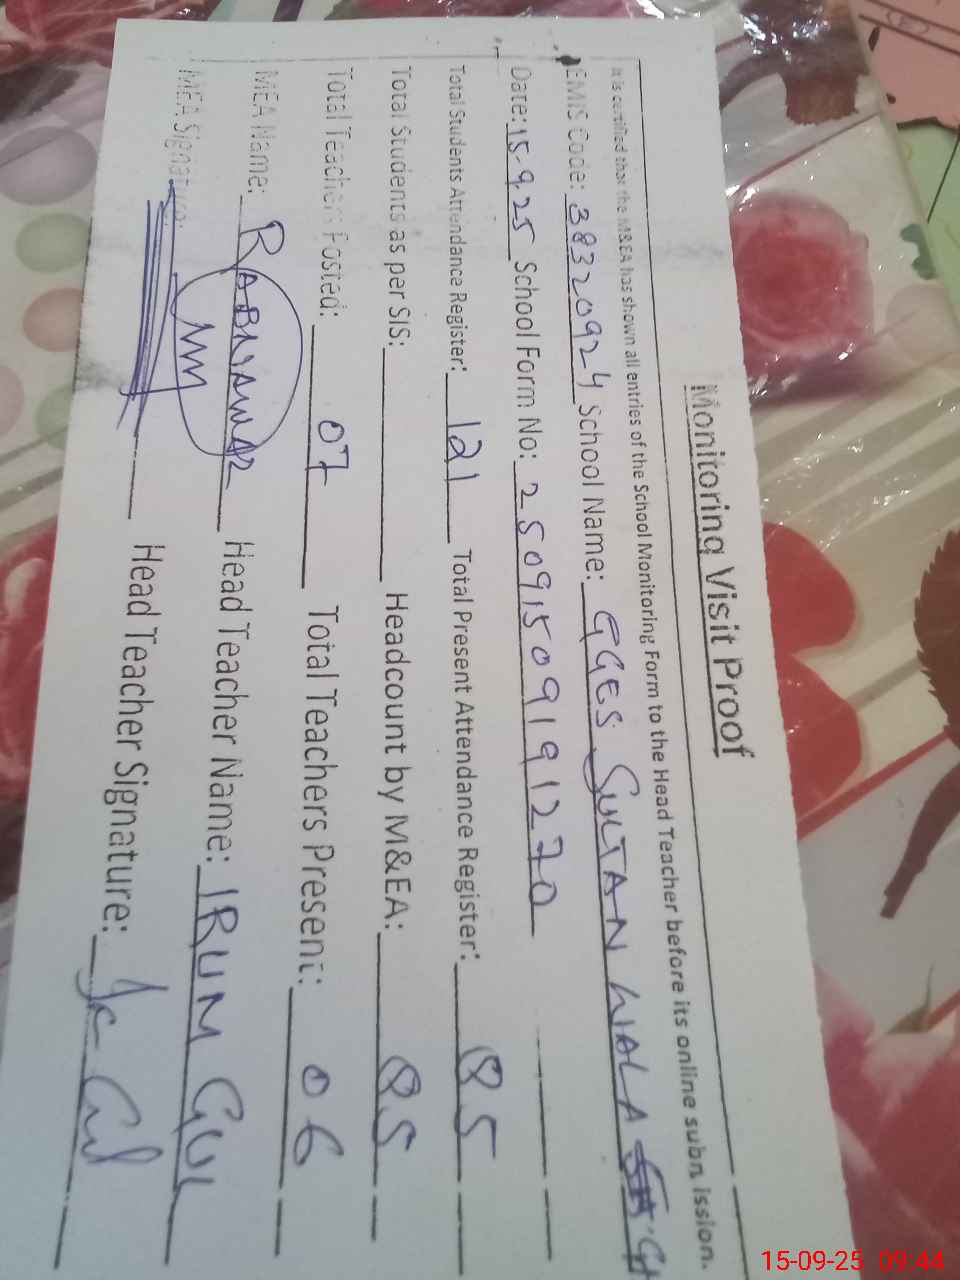 Monitoring Visit Proof
It is certified that the M&EA has shown all entries of the School Monitoring Form to the Head Teacher before its online submission.
EMIS Code: 38320924 School Name: GGES SULTAN WALA
Date: 15-9.25 School Form No: 250915091991270
Total Students Attendance Register: 121 Total Present Attendance Register: 85
Total Students as per SIS: Headcount by M&EA: 85
Total Teachers Posted: 07 Total Teachers Present: 06
MEA Name: Head Teacher Name: IRUM GUL
MEA Signature: Head Teacher Signature:
15-09-25 09:44